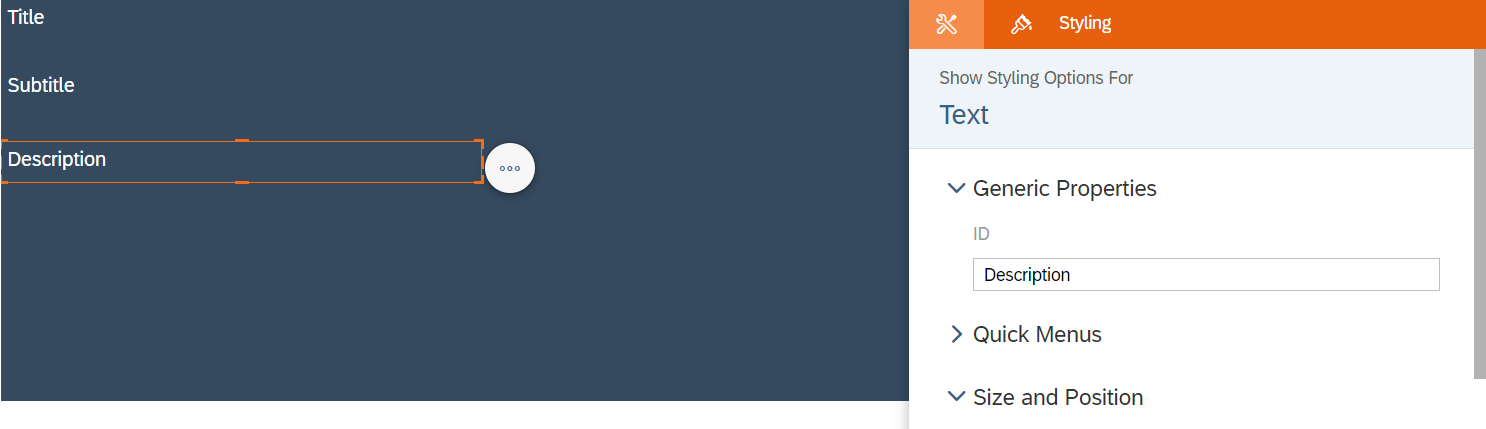 Title
Subtitle
Description
Styling
Show Styling Options For
Text
Generic Properties
ID
Description
Quick Menus
Size and Position